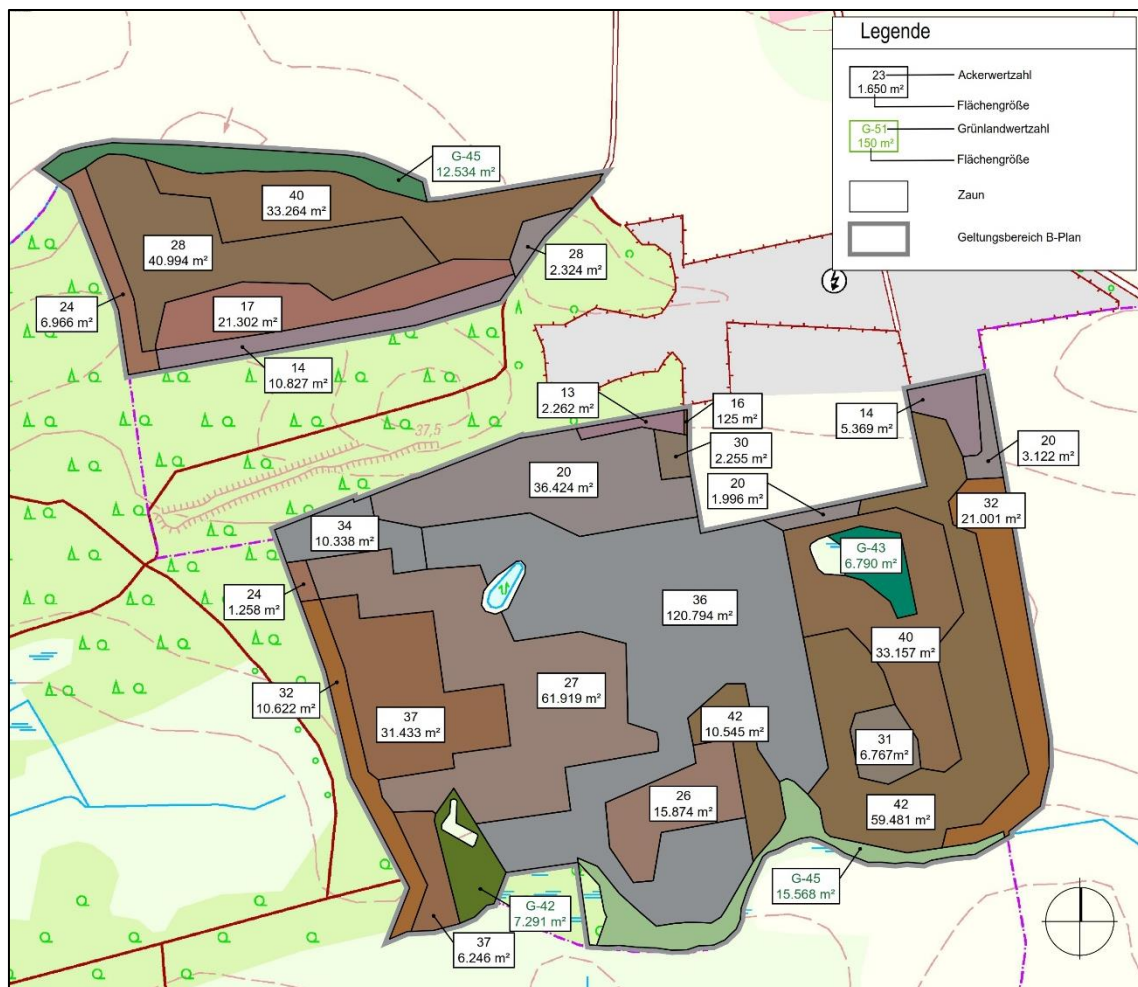 Legende
23
1.650 m²
Ackerwertzahl
Flächengröße
G-51
150 m²
Grünlandwertzahl
Flächengröße
Zaun
Geltungsbereich B-Plan
G-45
12.534 m²
40
33.264 m²
28
40.994 m²
28
2.324 m²
24
6.966 m²
17
21.302 m²
14
10.827 m²
13
2.262 m²
16
125 m²
14
5.369 m²
37,5
30
2.255 m²
20
3.122 m²
20
36.424 m²
20
1.996 m²
32
21.001 m²
34
10.338 m²
G-43
6.790 m²
24
1.258 m²
36
120.794 m²
40
33.157 m²
32
10.622 m²
27
61.919 m²
37
31.433 m²
42
10.545 m²
31
6.767m²
26
15.874 m²
42
59.481 m²
G-45
15.568 m²
G-42
7.291 m²
37
6.246 m²